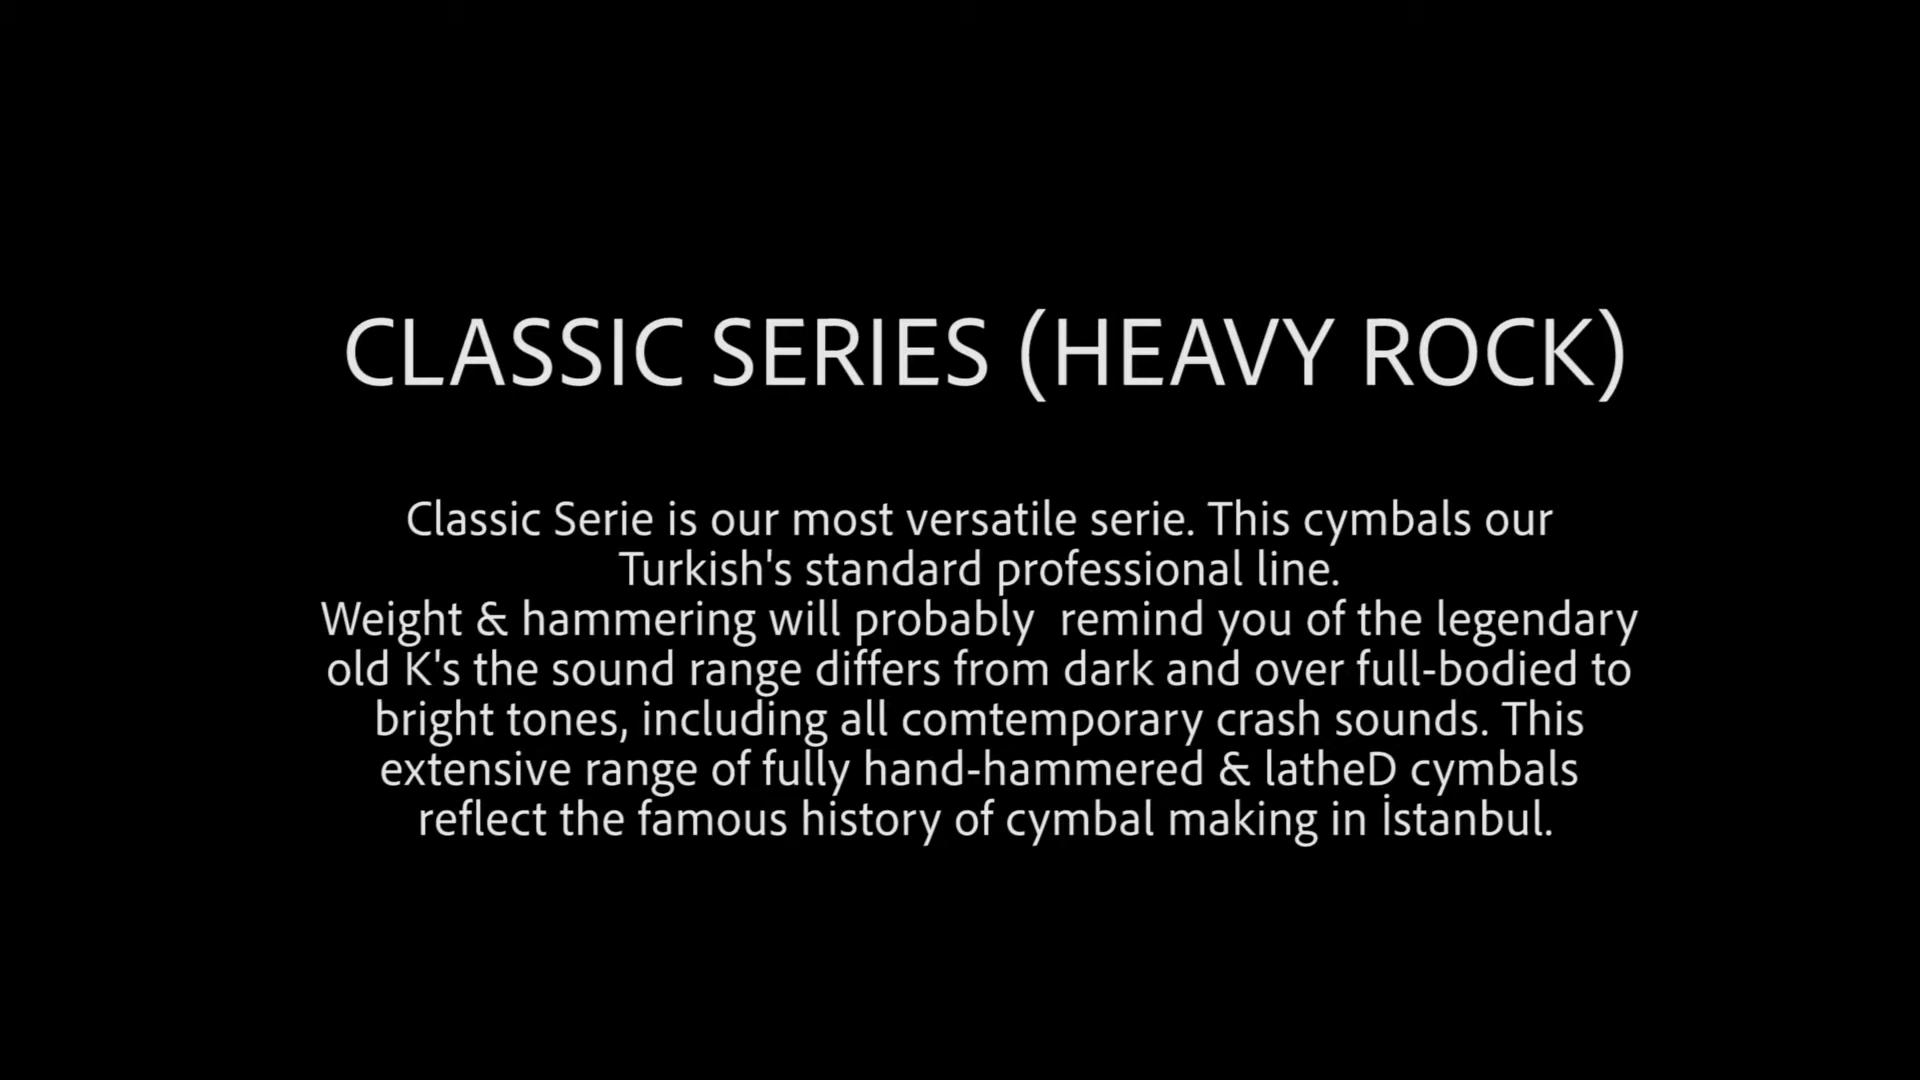 CLASSIC SERIES (HEAVY ROCK)
Classic Serie is our most versatile serie. This cymbals our
Turkish's standard professional line.
Weight & hammering will probably  remind you of the legendary
old K's the sound range differs from dark and over full-bodied to
bright tones, including all comtemporary crash sounds. This
extensive range of fully hand-hammered & latheD cymbals
reflect the famous history of cymbal making in İstanbul.